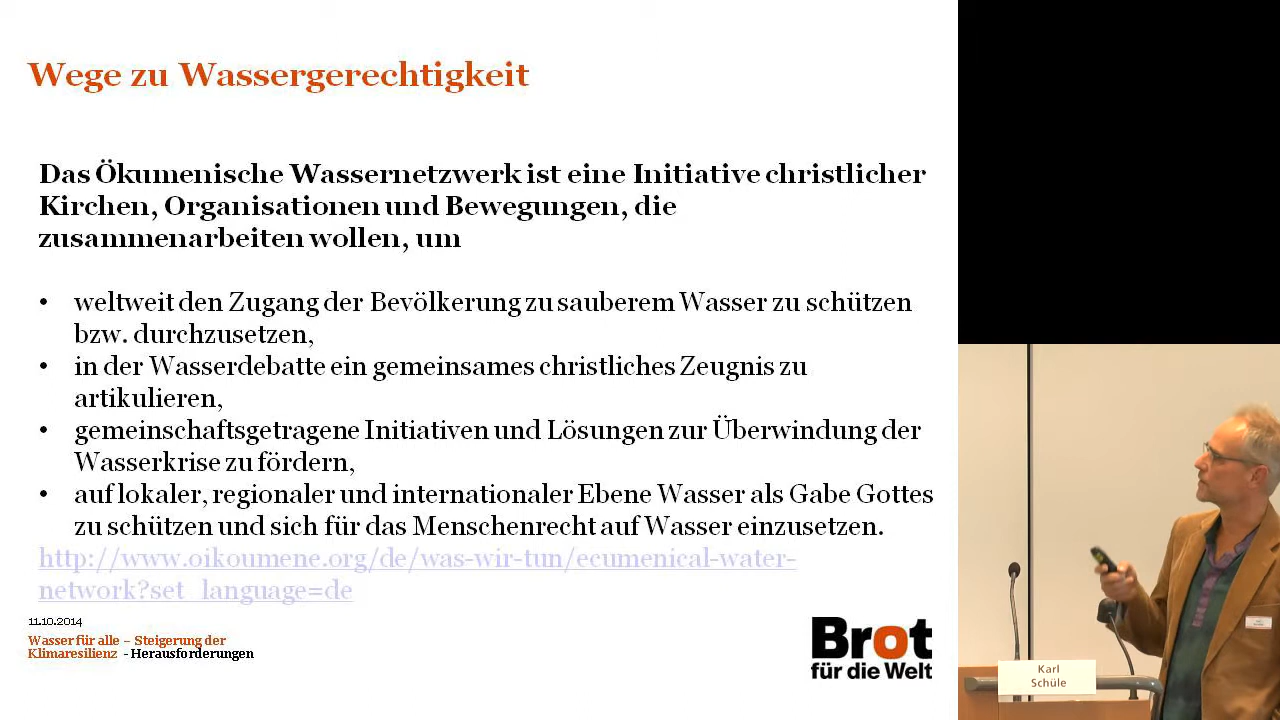 Wege zu Wassergerechtigkeit
Das Ökumenische Wassernetzwerk ist eine Initiative christlicher
Kirchen, Organisationen und Bewegungen, die
zusammenarbeiten wollen, um
• weltweit den Zugang der Bevölkerung zu sauberem Wasser zu schützen
bzw. durchzusetzen,
• in der Wasserdebatte ein gemeinsames christliches Zeugnis zu
artikulieren,
• gemeinschaftsgetragene Initiativen und Lösungen zur Überwindung der
Wasserkrise zu fördern,
• auf lokaler, regionaler und internationaler Ebene Wasser als Gabe Gottes
zu schützen und sich für das Menschenrecht auf Wasser einzusetzen.
http://www.oikoumene.org/de/was-wir-tun/ecumenical-water-
network?set_language=de
11.10.2014
Wasser für alle – Steigerung der
Klimaresilienz - Herausforderungen
Brot
für die Welt
Karl
Schüle